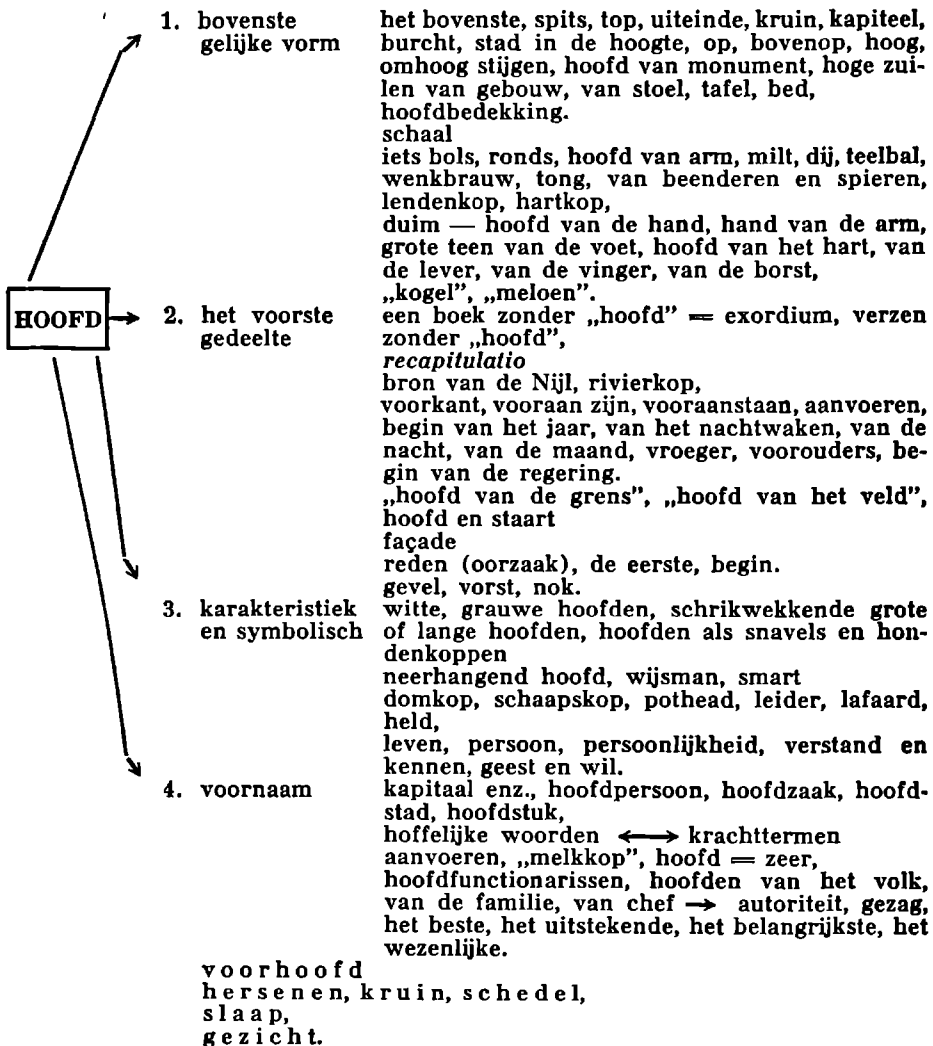 1. bovenste het bovenste, spits, top, uiteinde, kruin, kapiteel,
gelijke vorm burcht, stad in de hoogte, op, bovenop, hoog,
omhoog stijgen, hoofd van monument, hoge zui-
len van gebouw, van stoel, tafel, bed,
hoofdbedekking.
schaal
iets bols, ronds, hoofd van arm, milt, dij, teelbal,
wenkbrauw, tong, van beenderen en spieren,
lendenkop, hartkop,
duim — hoofd van de hand, hand van de arm,
grote teen van de voet, hoofd van het hart, van
de lever, van de vinger, van de borst,
„kogel”, „meloen”.
HOOFD → 2. het voorste een boek zonder „hoofd” = exordium, verzen
gedeelte zonder „hoofd”,
recapitulatio
bron van de Nijl, rivierkop,
voorkant, vooraan zijn, vooraanstaan, aanvoeren,
begin van het jaar, van het nachtwaken, van de
nacht, van de maand, vroeger, voorouders, be-
gin van de regering.
„hoofd van de grens”, „hoofd van het veld”,
hoofd en staart
façade
reden (oorzaak), de eerste, begin.
gevel, vorst, nok.
3. karakteristiek witte, grauwe hoofden, schrikwekkende grote
en symbolisch of lange hoofden, hoofden als snavels en hon-
denkoppen
neerhangend hoofd, wijsman, smart
domkop, schaapskop, pothead, leider, lafaard,
held,
leven, persoon, persoonlijkheid, verstand en
kennen, geest en wil.
4. voornaam kapitaal enz., hoofdpersoon, hoofdzaak, hoofd-
stad, hoofdstuk,
hoffelijke woorden ⟷ krachttermen
aanvoeren, „melkkop”, hoofd = zeer,
hoofdfunctionarissen, hoofden van het volk,
van de familie, van chef → autoriteit, gezag,
het beste, het uitstekende, het belangrijkste, het
wezenlijke.
voorhoofd
hersenen, kruin, schedel,
slaap,
gezicht.